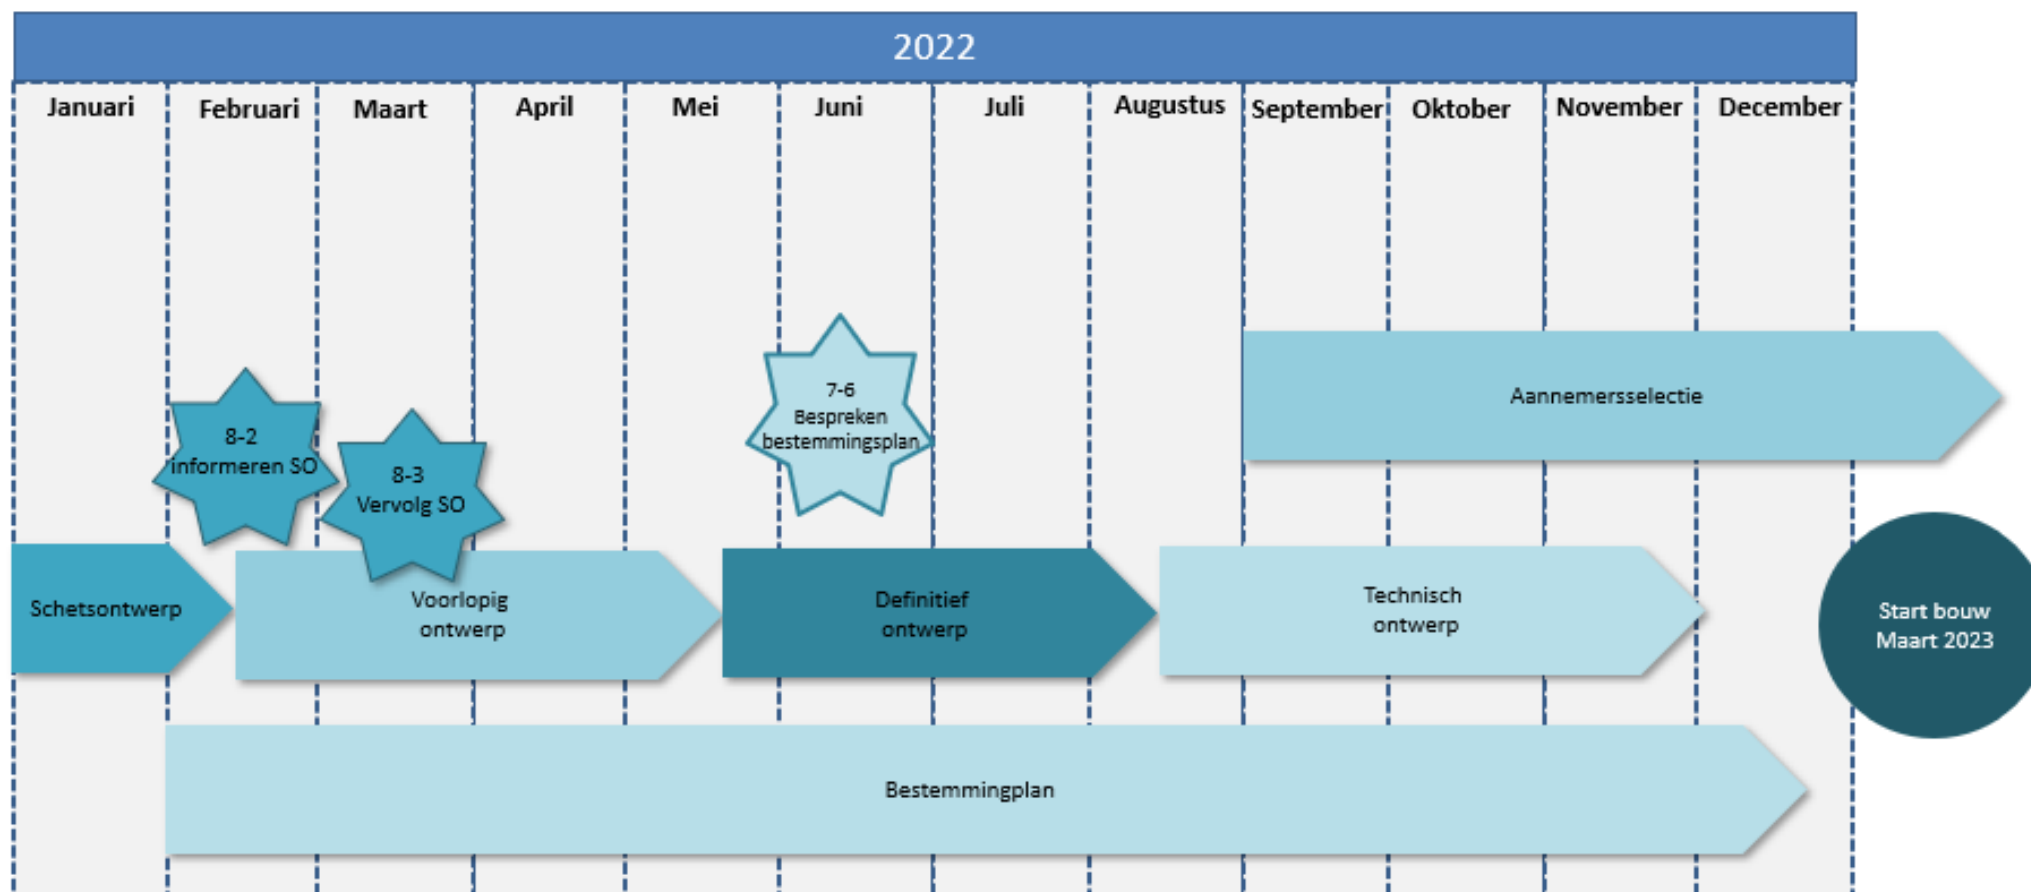 2022
Januari
Februari
Maart
April
Mei
Juni
Juli
Augustus
September
Oktober
November
December
7-6
Bespreken
bestemmingsplan
Aannemersselectie
8-2
informeren SO
8-3
Vervolg SO
Schetsontwerp
Voorlopig
ontwerp
Definitief
ontwerp
Technisch
ontwerp
Start bouw
Maart 2023
Bestemmingplan